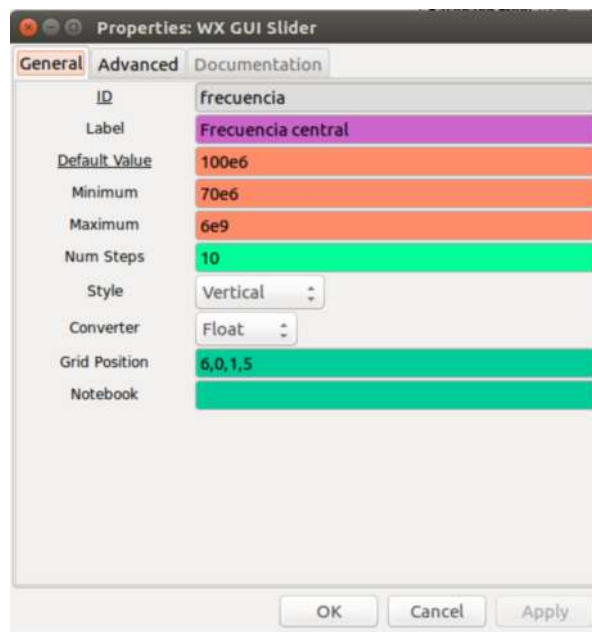 Properties: WX GUI Slider
General Advanced Documentation
ID frecuencia
Label Frecuencia central
Default Value 100e6
Minimum 70e6
Maximum 6e9
Num Steps 10
Style Vertical
Converter Float
Grid Position 6,0,1,5
Notebook
OK Cancel Apply